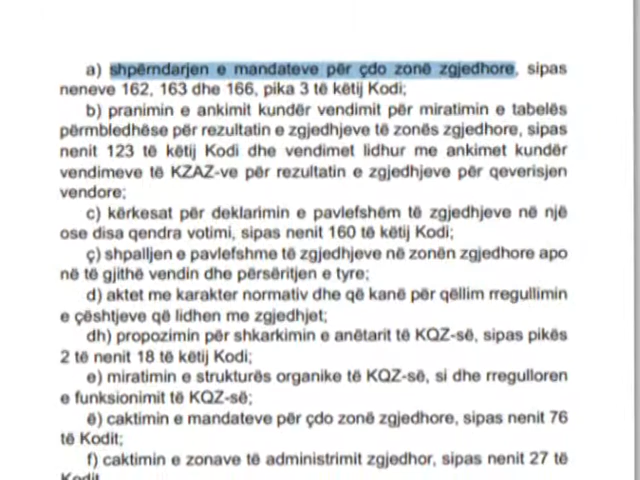 a) shpërndarjen e mandateve për çdo zonë zgjedhore, sipas
neneve 162, 163 dhe 166, pika 3 të këtij Kodi;
b) pranimin e ankimit kundër vendimit për miratimin e tabelës
përmbledhëse për rezultatin e zgjedhjeve të zonës zgjedhore, sipas
nenit 123 të këtij Kodi dhe vendimet lidhur me ankimet kundër
vendimeve të KZAZ-ve për rezultatin e zgjedhjeve për qeverisjen
vendore;
c) kërkesat për deklarimin e pavlefshëm të zgjedhjeve në një
ose disa qendra votimi, sipas nenit 160 të këtij Kodi;
ç) shpalljen e pavlefshme të zgjedhjeve në zonën zgjedhore apo
në të gjithë vendin dhe përsëritjen e tyre;
d) aktet me karakter normativ dhe që kanë për qëllim rregullimin
e çështjeve që lidhen me zgjedhjet;
dh) propozimin për shkarkimin e anëtarit të KQZ-së, sipas pikës
2 të nenit 18 të këtij Kodi;
e) miratimin e strukturës organike të KQZ-së, si dhe rregulloren
e funksionimit të KQZ-së;
ë) caktimin e mandateve për çdo zonë zgjedhore, sipas nenit 76
të Kodit;
f) caktimin e zonave të administrimit zgjedhor, sipas nenit 27 të
Kodit